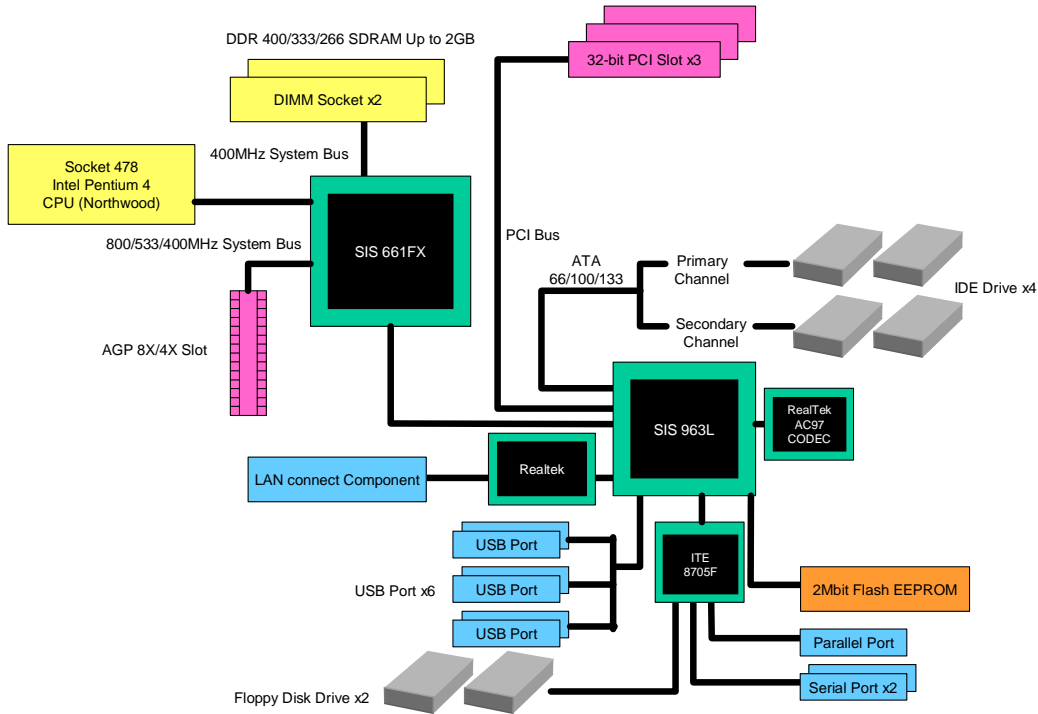 DDR 400/333/266 SDRAM Up to 2GB
DIMM Socket x2
32-bit PCI Slot x3
400MHz System Bus
Socket 478
Intel Pentium 4
CPU (Northwood)
SIS 661FX
800/533/400MHz System Bus
AGP 8X/4X Slot
PCI Bus
ATA
66/100/133
Primary
Channel
Secondary
Channel
IDE Drive x4
SIS 963L
RealTek
AC97
CODEC
LAN connect Component
Realtek
USB Port
USB Port x6
USB Port
USB Port
ITE
8705F
2Mbit Flash EEPROM
Parallel Port
Serial Port x2
Floppy Disk Drive x2